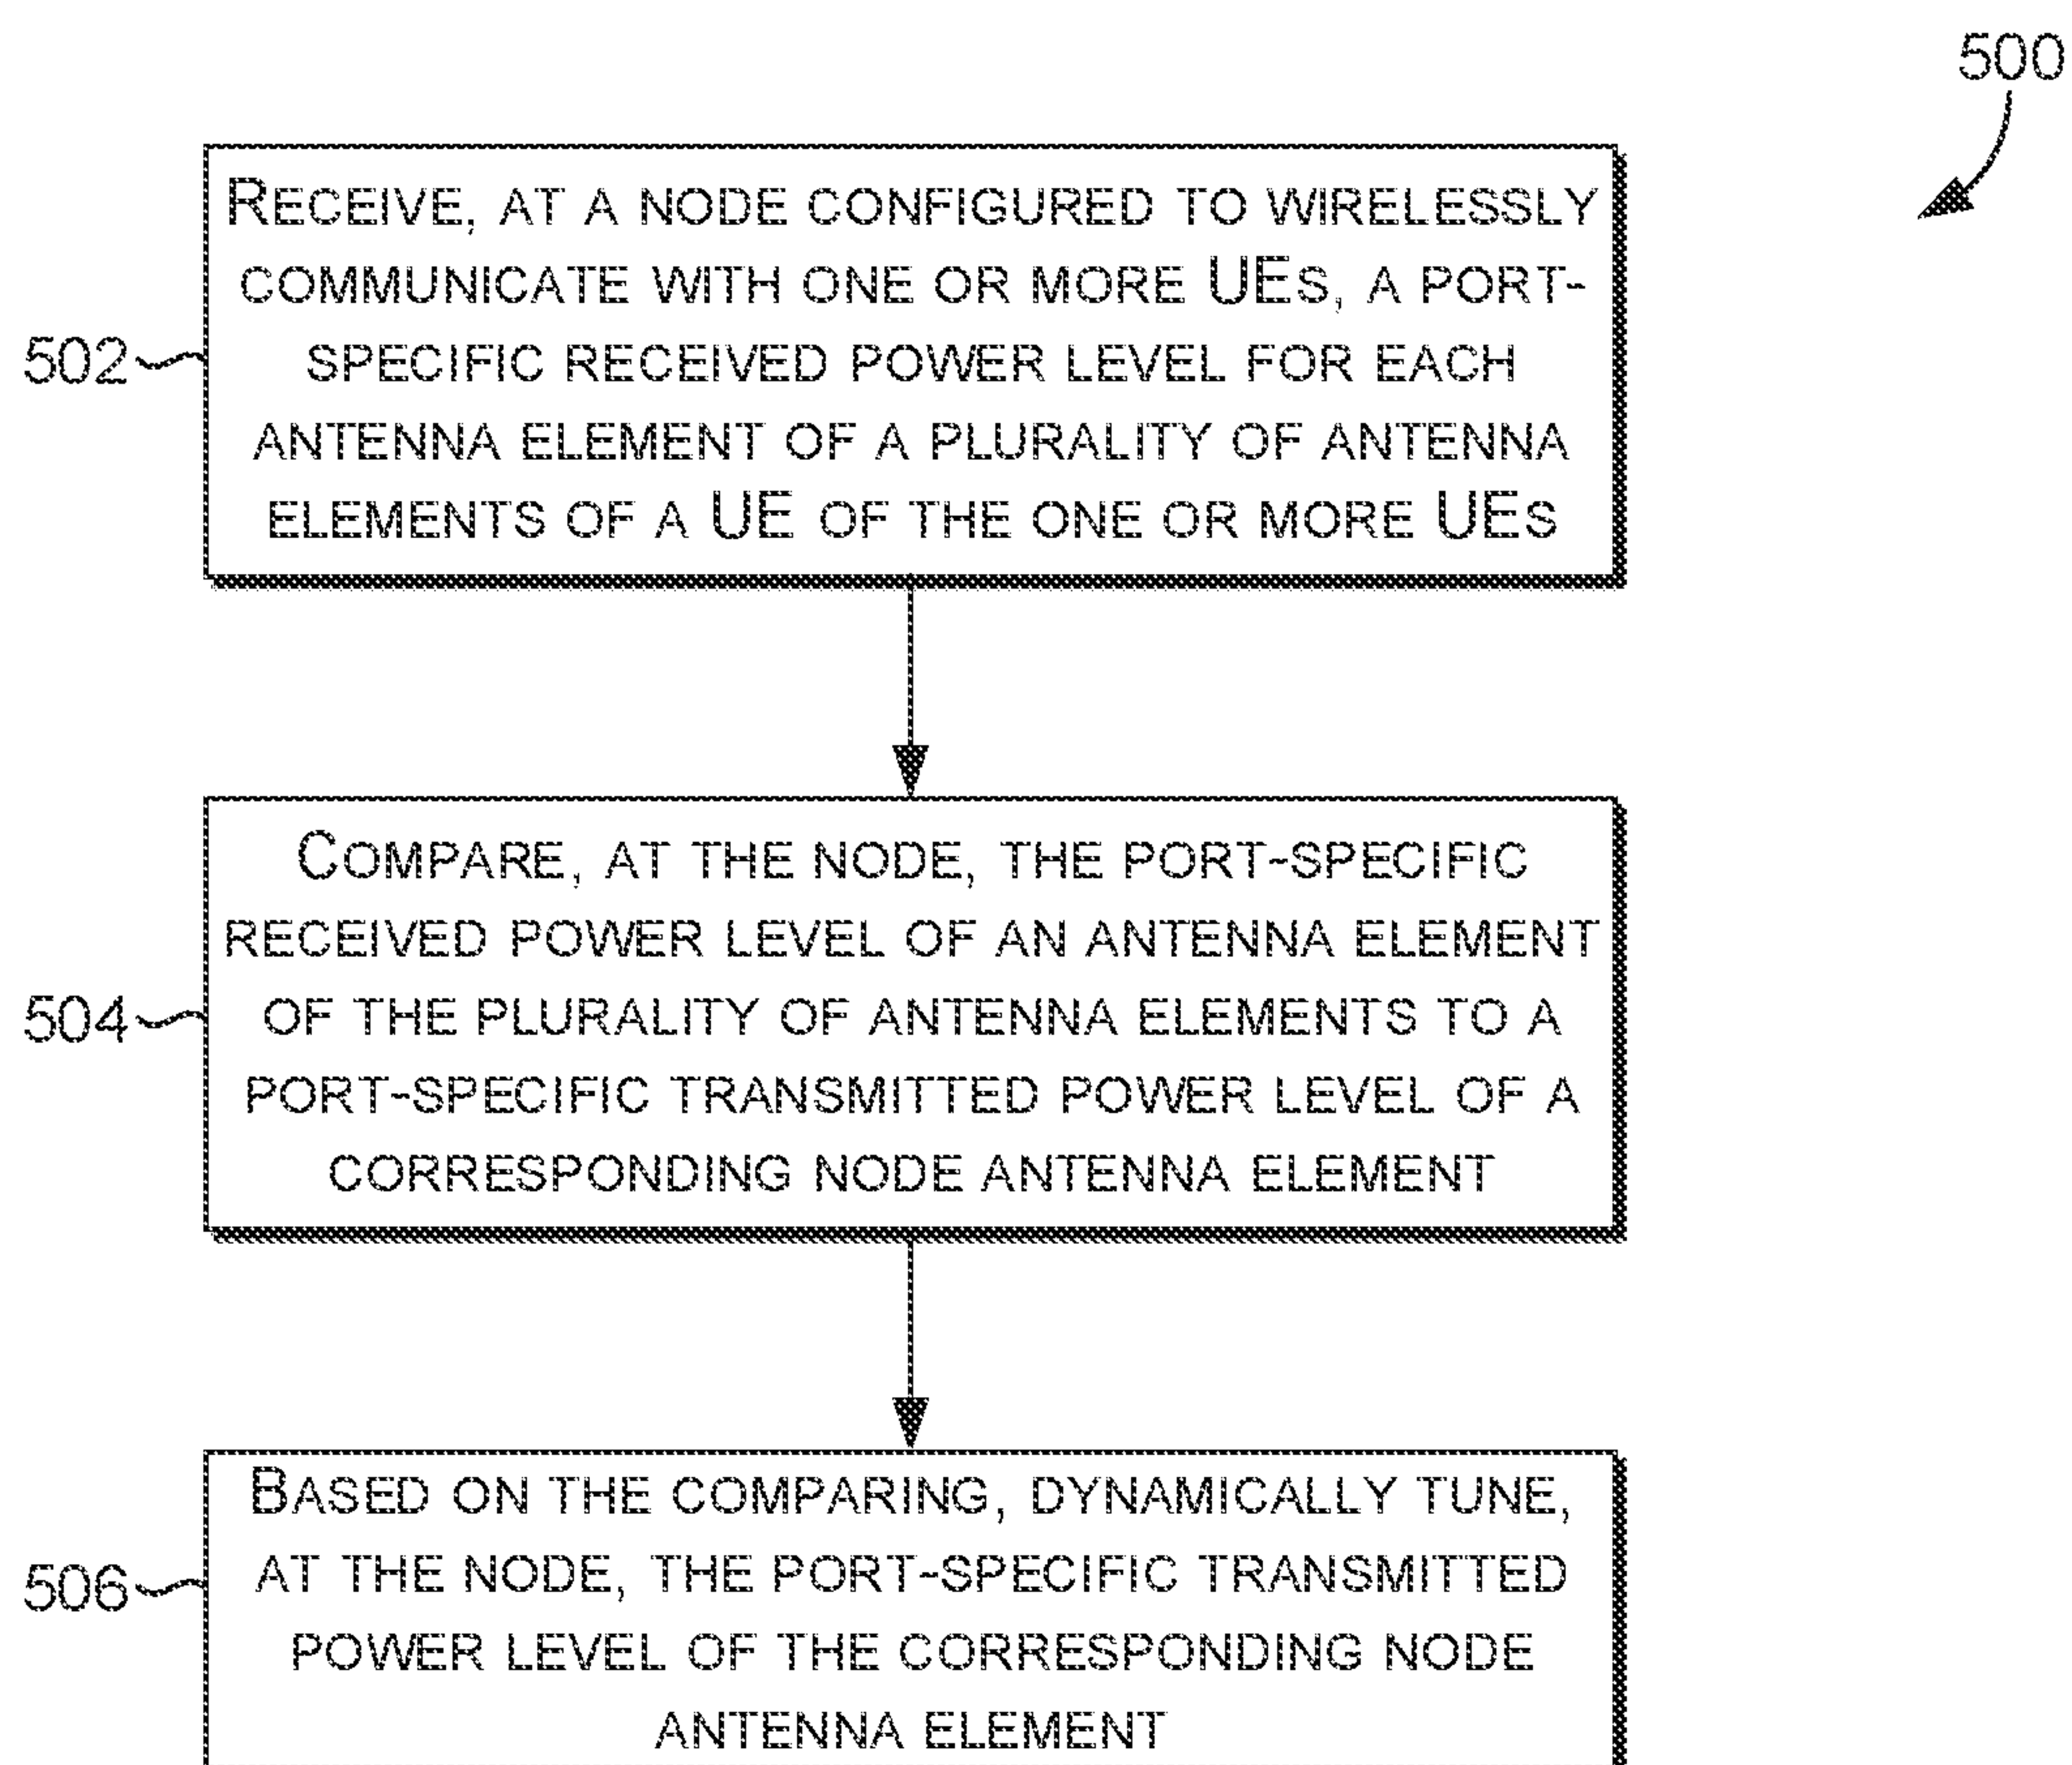 500
RECEIVE, AT A NODE CONFIGURED TO WIRELESSLY
COMMUNICATE WITH ONE OR MORE UES, A PORT-
SPECIFIC RECEIVED POWER LEVEL FOR EACH
ANTENNA ELEMENT OF A PLURALITY OF ANTENNA
ELEMENTS OF A UE OF THE ONE OR MORE UES
502
COMPARE, AT THE NODE, THE PORT-SPECIFIC
RECEIVED POWER LEVEL OF AN ANTENNA ELEMENT
OF THE PLURALITY OF ANTENNA ELEMENTS TO A
PORT-SPECIFIC TRANSMITTED POWER LEVEL OF A
CORRESPONDING NODE ANTENNA ELEMENT
504
BASED ON THE COMPARING, DYNAMICALLY TUNE,
AT THE NODE, THE PORT-SPECIFIC TRANSMITTED
POWER LEVEL OF THE CORRESPONDING NODE
ANTENNA ELEMENT
506